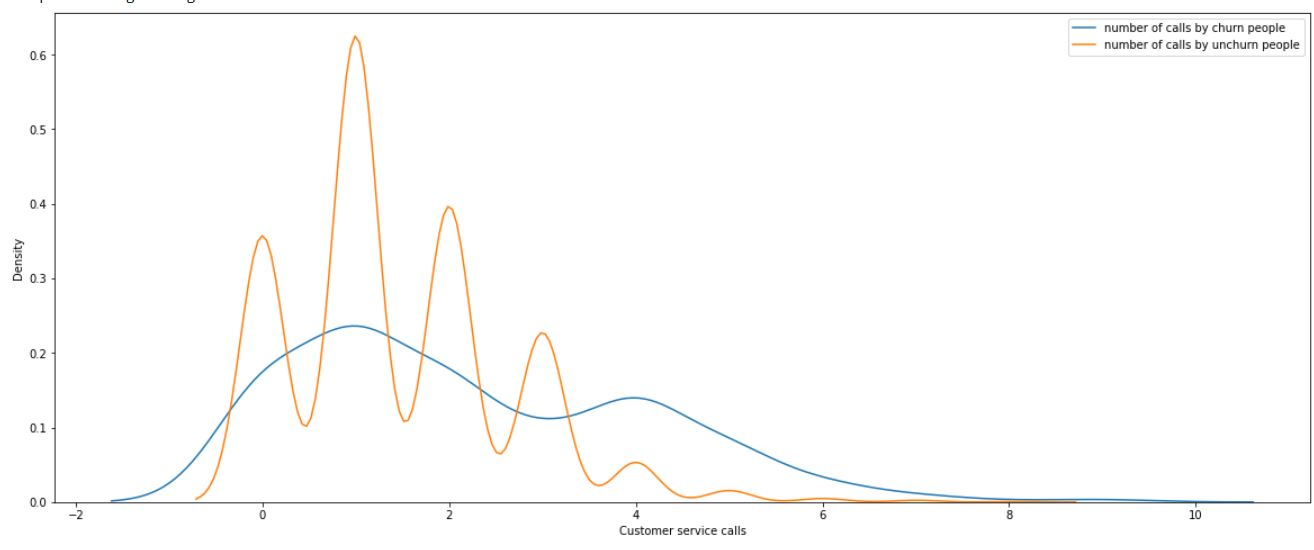 number of calls by churn people
number of calls by unchurn people
0.6
0.5
0.4
0.3
0.2
0.1
0.0
Density
−2 0 2 4 6 8 10
Customer service calls